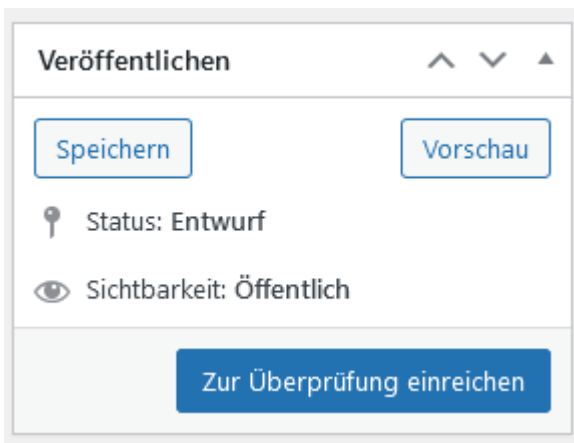 Veröffentlichen
Speichern Vorschau
Status: Entwurf
Sichtbarkeit: Öffentlich
Zur Überprüfung einreichen